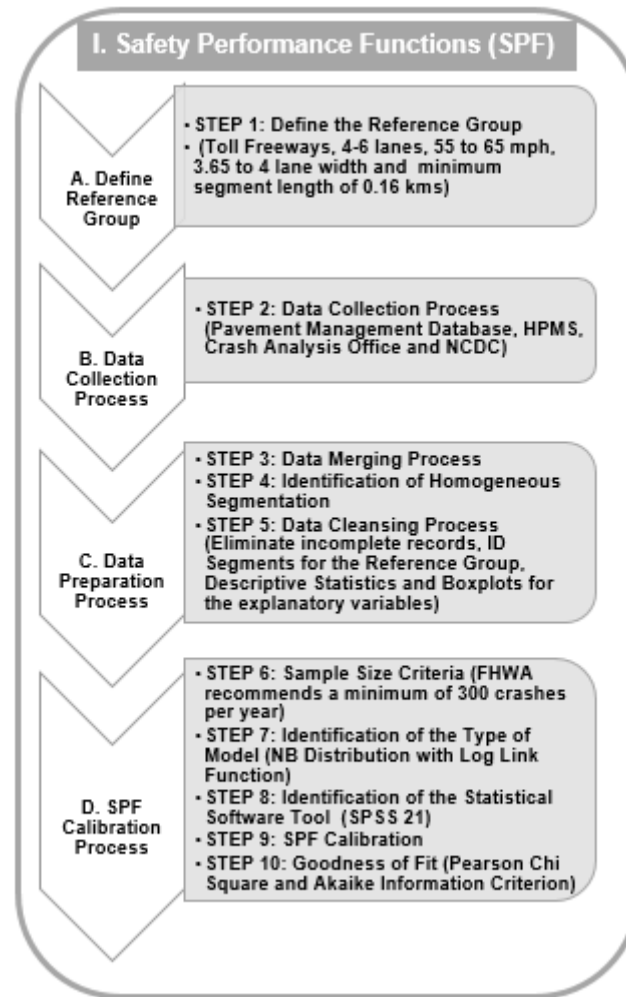 I. Safety Performance Functions (SPF)
A. Define
Reference
Group
▪ STEP 1: Define the Reference Group
▪ (Toll Freeways, 4-6 lanes, 55 to 65 mph,
3.65 to 4 lane width and minimum
segment length of 0.16 kms)
B. Data
Collection
Process
▪ STEP 2: Data Collection Process
(Pavement Management Database, HPMS,
Crash Analysis Office and NCDC)
C. Data
Preparation
Process
▪ STEP 3: Data Merging Process
▪ STEP 4: Identification of Homogeneous
Segmentation
▪ STEP 5: Data Cleansing Process
(Eliminate incomplete records, ID
Segments for the Reference Group,
Descriptive Statistics and Boxplots for
the explanatory variables)
D. SPF
Calibration
Process
▪ STEP 6: Sample Size Criteria (FHWA
recommends a minimum of 300 crashes
per year)
▪ STEP 7: Identification of the Type of
Model (NB Distribution with Log Link
Function)
▪ STEP 8: Identification of the Statistical
Software Tool (SPSS 21)
▪ STEP 9: SPF Calibration
▪ STEP 10: Goodness of Fit (Pearson Chi
Square and Akaike Information Criterion)